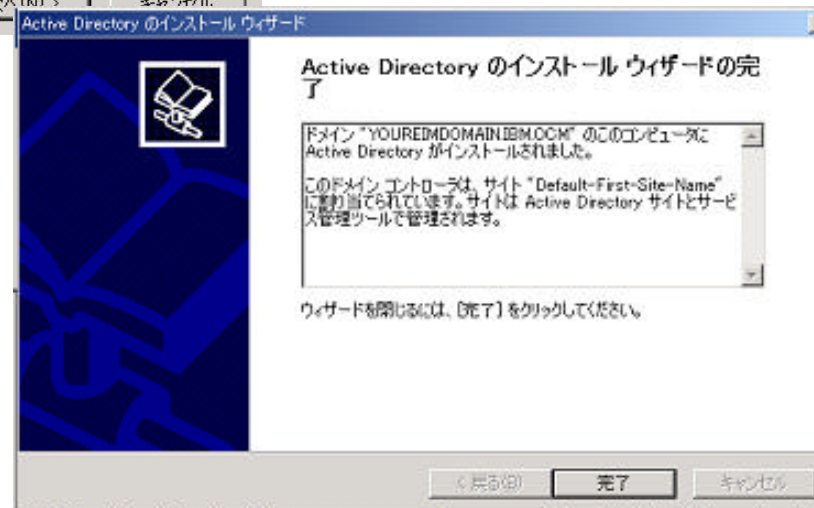 キャンセル
Active Directory のインストール ウィザード
Active Directory のインストール ウィザードの完
了
ドメイン "YOUREIMDOMAIN.IBM.OCM" のこのコンピュータに
Active Directory がインストールされました。
このドメイン コントローラは、サイト "Default-First-Site-Name"
に割り当てられています。サイトは Active Directory サイトとサービ
ス管理ツールで管理されます。
ウィザードを閉じるには、[完了] をクリックしてください。
< 戻る(B)
完了
キャンセル